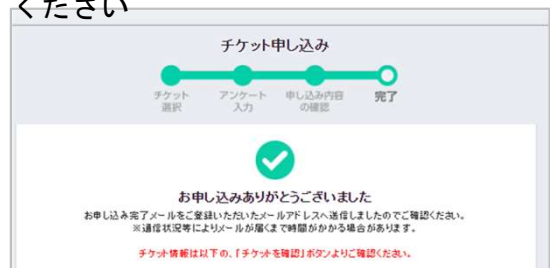 ください
チケット申し込み
チケット
選択
アンケート
入力
申し込み内容
の確認
完了
お申し込みありがとうございました
お申し込み完了メールをご登録いただいたメールアドレスへ送信しましたのでご確認ください。
※通信状況等によりメールが届くまで時間がかかる場合があります。
チケット情報は以下の、「チケットを確認」ボタンよりご確認ください。